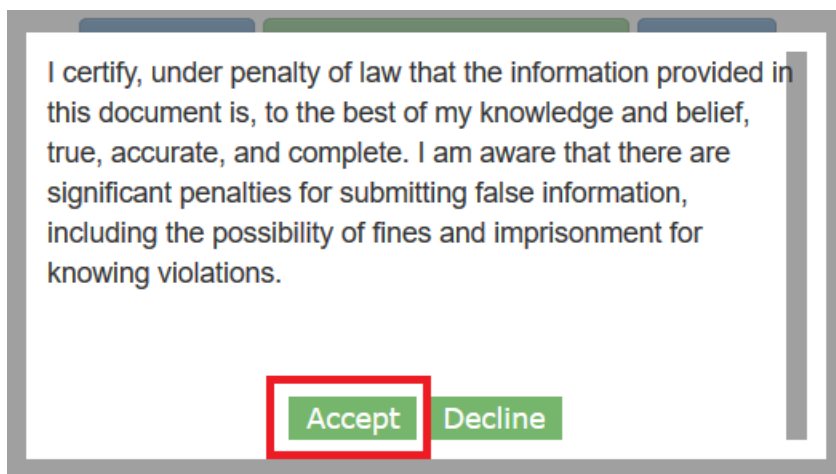 I certify, under penalty of law that the information provided in
this document is, to the best of my knowledge and belief,
true, accurate, and complete. I am aware that there are
significant penalties for submitting false information,
including the possibility of fines and imprisonment for
knowing violations.
Accept Decline